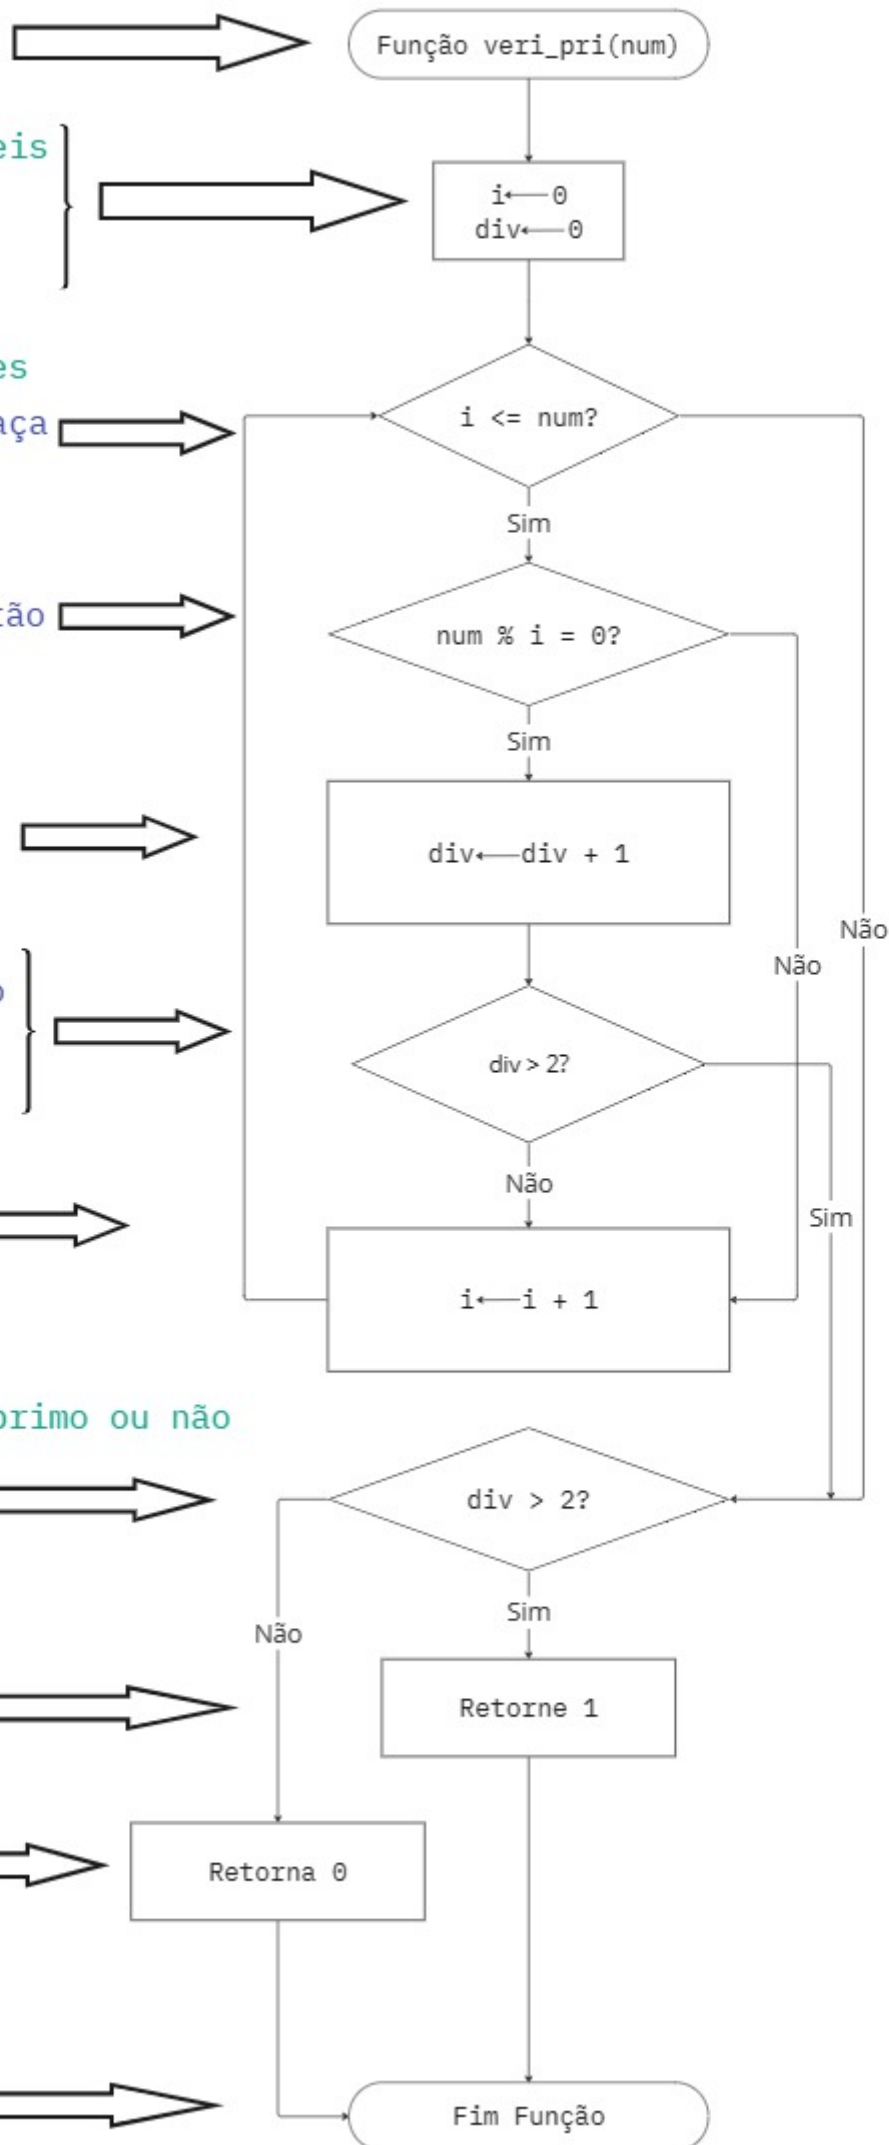 Função veri_pri(num)
eis
i←0
div←0
es
aça
i <= num?
Sim
tão
num % i = 0?
Sim
div←div + 1
Não
Não
o
div > 2?
Não
Sim
i←i + 1
primo ou não
div > 2?
Sim
Não
Retorne 1
Retorna 0
Fim Função